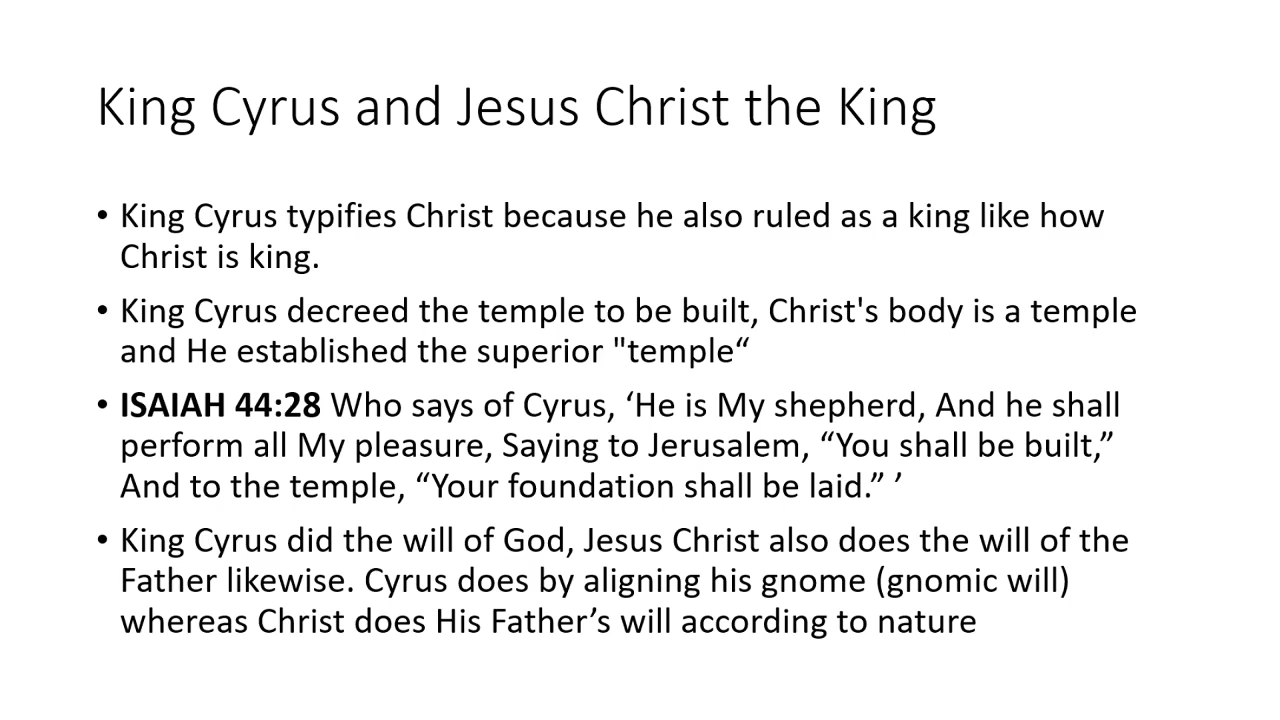 King Cyrus and Jesus Christ the King
• King Cyrus typifies Christ because he also ruled as a king like how
Christ is king.
• King Cyrus decreed the temple to be built, Christ's body is a temple
and He established the superior "temple“
• ISAIAH 44:28 Who says of Cyrus, ‘He is My shepherd, And he shall
perform all My pleasure, Saying to Jerusalem, “You shall be built,”
And to the temple, “Your foundation shall be laid.” ’
• King Cyrus did the will of God, Jesus Christ also does the will of the
Father likewise. Cyrus does by aligning his gnome (gnomic will)
whereas Christ does His Father’s will according to nature